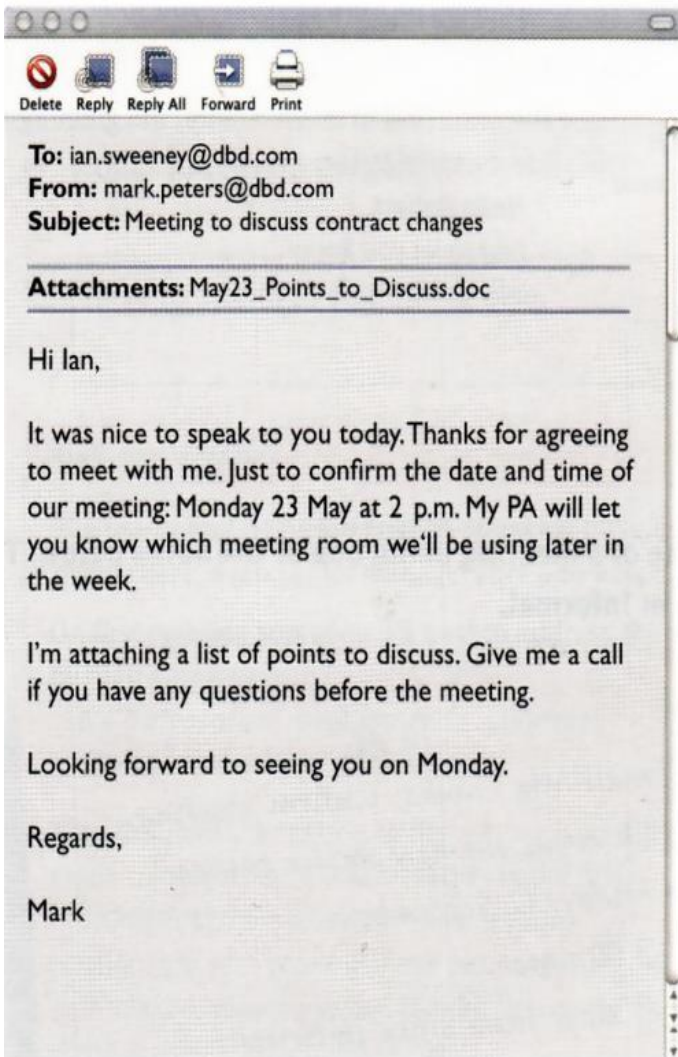 Delete Reply Reply All Forward Print
To: ian.sweeney@dbd.com
From: mark.peters@dbd.com
Subject: Meeting to discuss contract changes
Attachments: May23_Points_to_Discuss.doc
Hi Ian,
It was nice to speak to you today. Thanks for agreeing
to meet with me. Just to confirm the date and time of
our meeting: Monday 23 May at 2 p.m. My PA will let
you know which meeting room we'll be using later in
the week.
I'm attaching a list of points to discuss. Give me a call
if you have any questions before the meeting.
Looking forward to seeing you on Monday.
Regards,
Mark